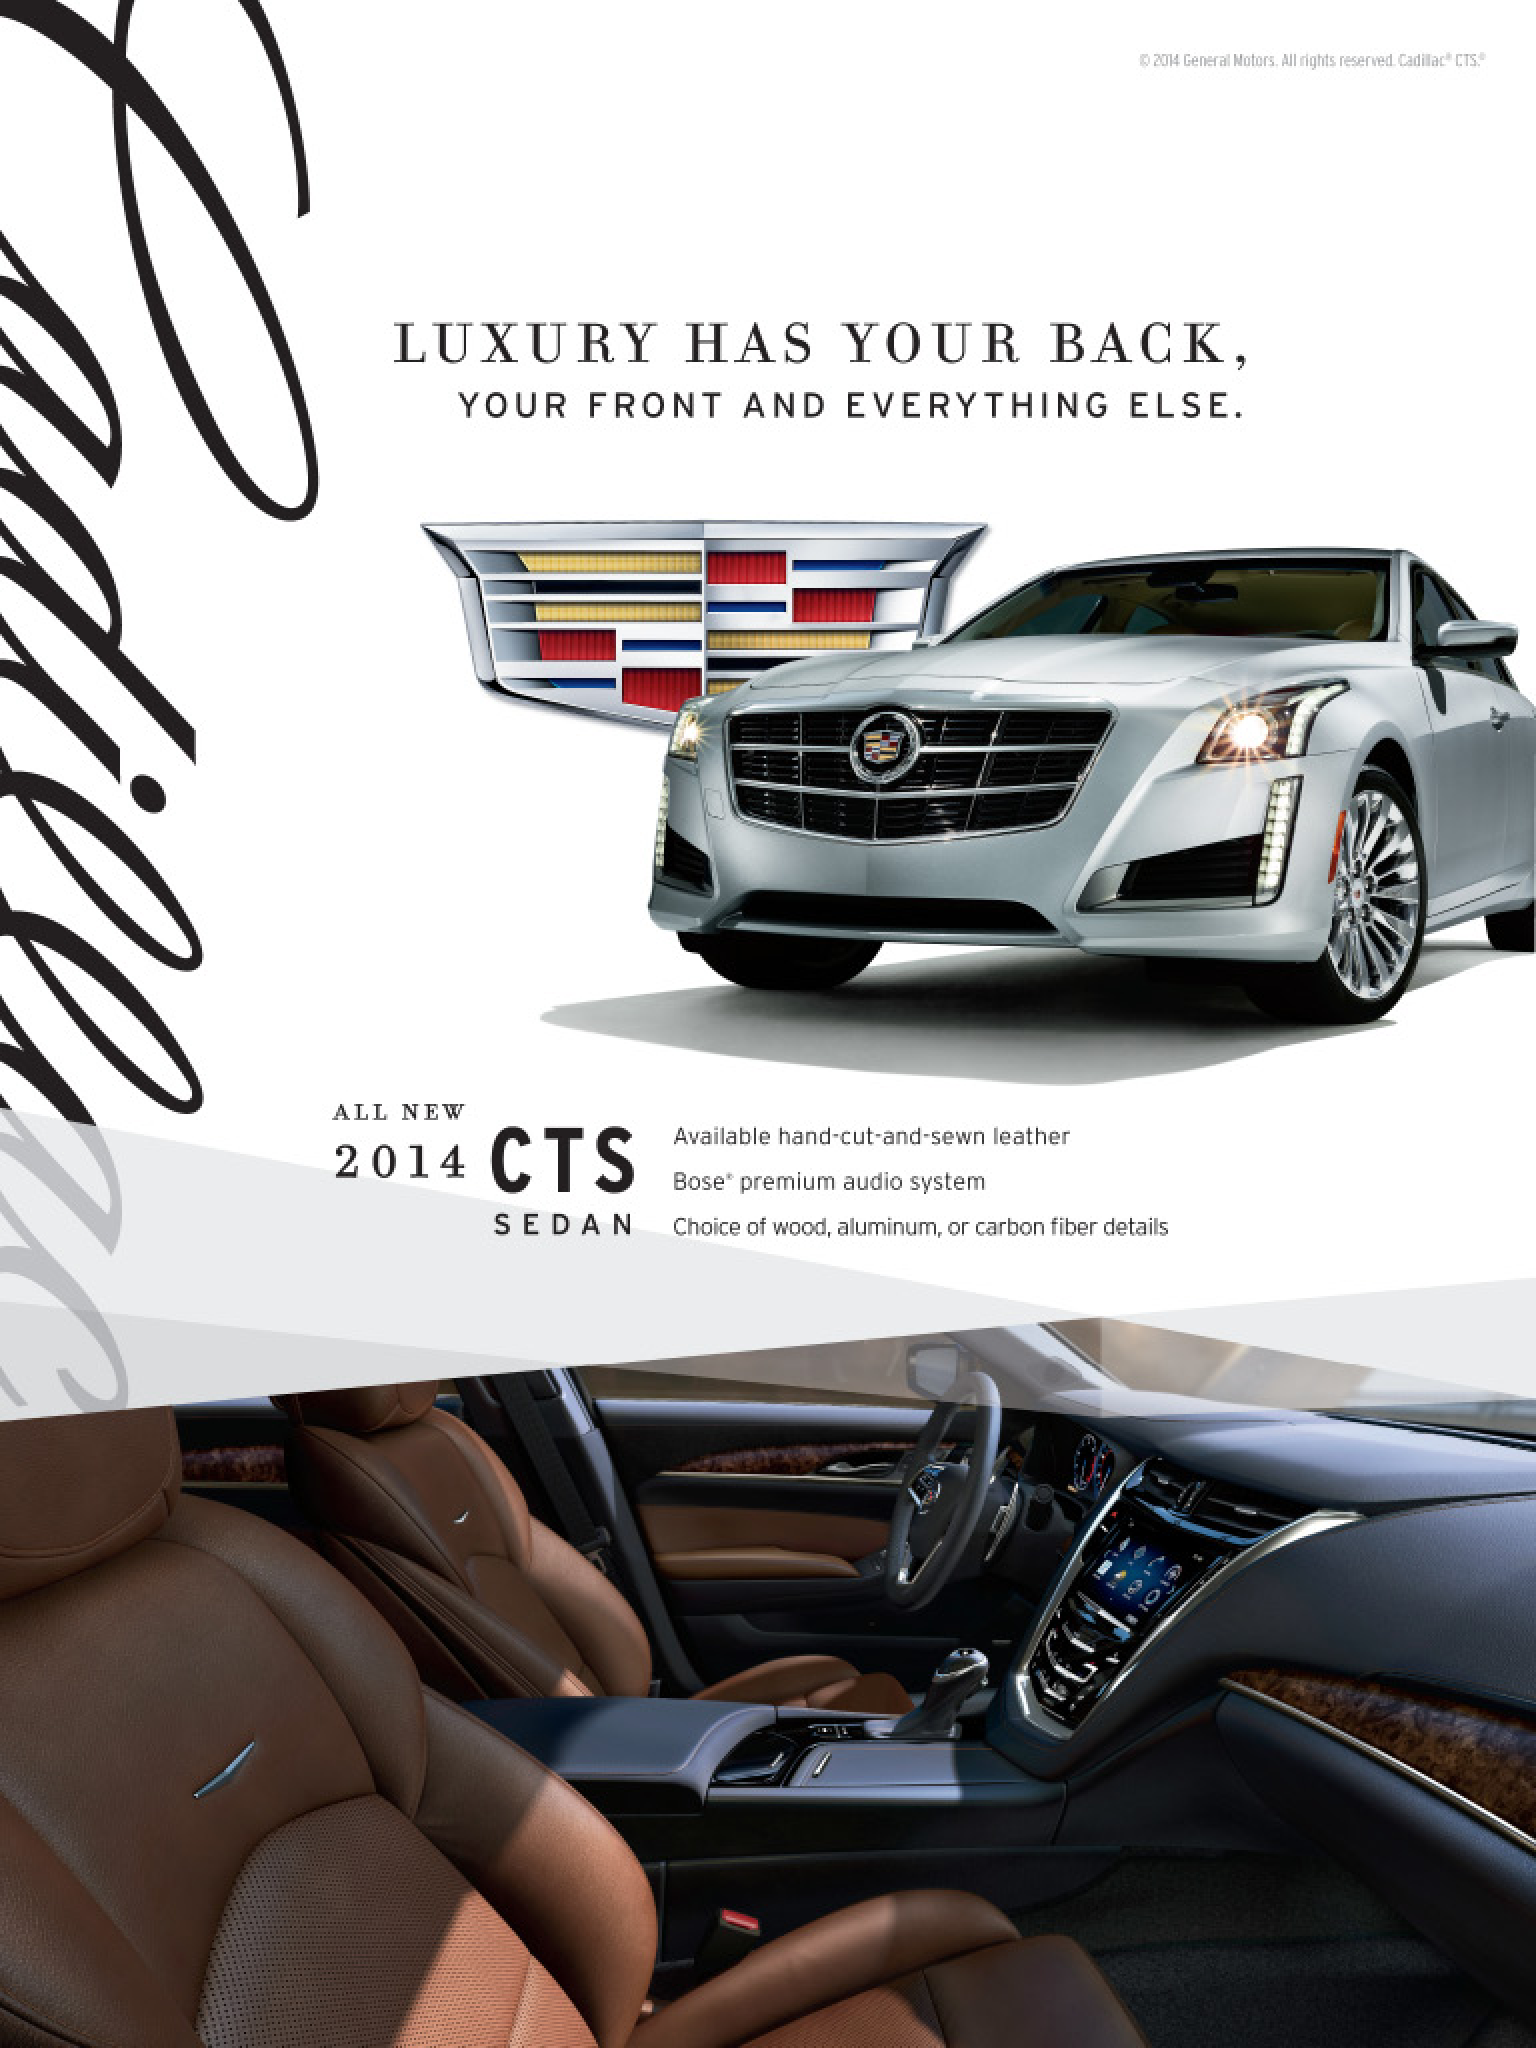 © 2014 General Motors. All rights reserved. Cadillac® CTS.®
Cadillac
LUXURY HAS YOUR BACK,
YOUR FRONT AND EVERYTHING ELSE.
ALL NEW
2014 CTS
SEDAN
Available hand-cut-and-sewn leather
Bose® premium audio system
Choice of wood, aluminum, or carbon fiber details